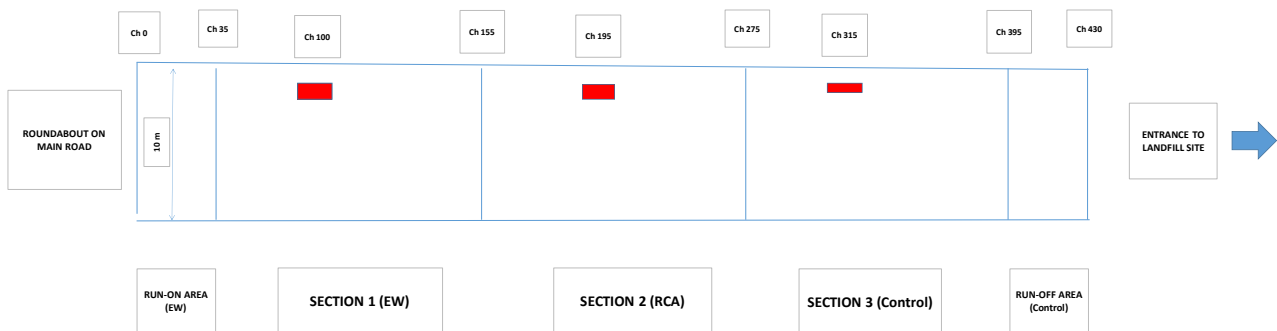 Ch 0
Ch 35
Ch 100
Ch 155
Ch 195
Ch 275
Ch 315
Ch 395
Ch 430
ROUNDABOUT ON
MAIN ROAD
10 m
ENTRANCE TO
LANDFILL SITE
RUN-ON AREA
(EW)
SECTION 1 (EW)
SECTION 2 (RCA)
SECTION 3 (Control)
RUN-OFF AREA
(Control)